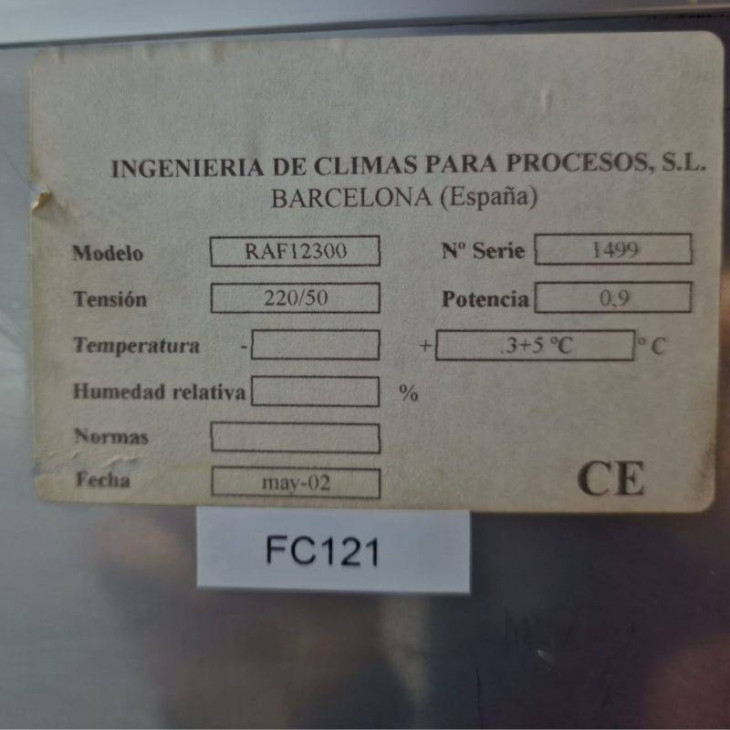 INGENIERIA DE CLIMAS PARA PROCESOS, S.L.
BARCELONA (España)
Modelo RAF12300 Nº Serie 1499
Tensión 220/50 Potencia 0,9
Temperatura - + .3+5 ºC º C
Humedad relativa %
Normas
Fecha may-02 CE
FC121